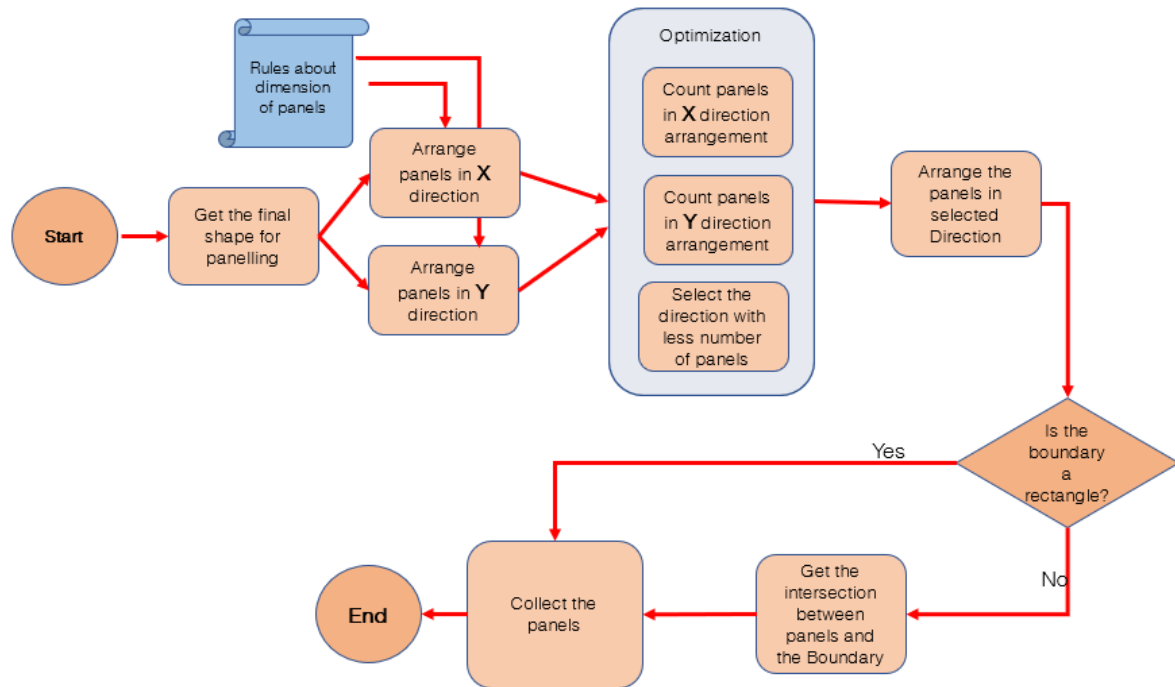 Rules about
dimension
of panels
Start
Get the final
shape for
panelling
Arrange
panels in X
direction
Arrange
panels in Y
direction
Optimization
Count panels
in X direction
arrangement
Count panels
in Y direction
arrangement
Select the
direction with
less number
of panels
Arrange the
panels in
selected
Direction
Is the
boundary
a
rectangle?
Yes
No
Get the
intersection
between
panels and
the Boundary
Collect the
panels
End